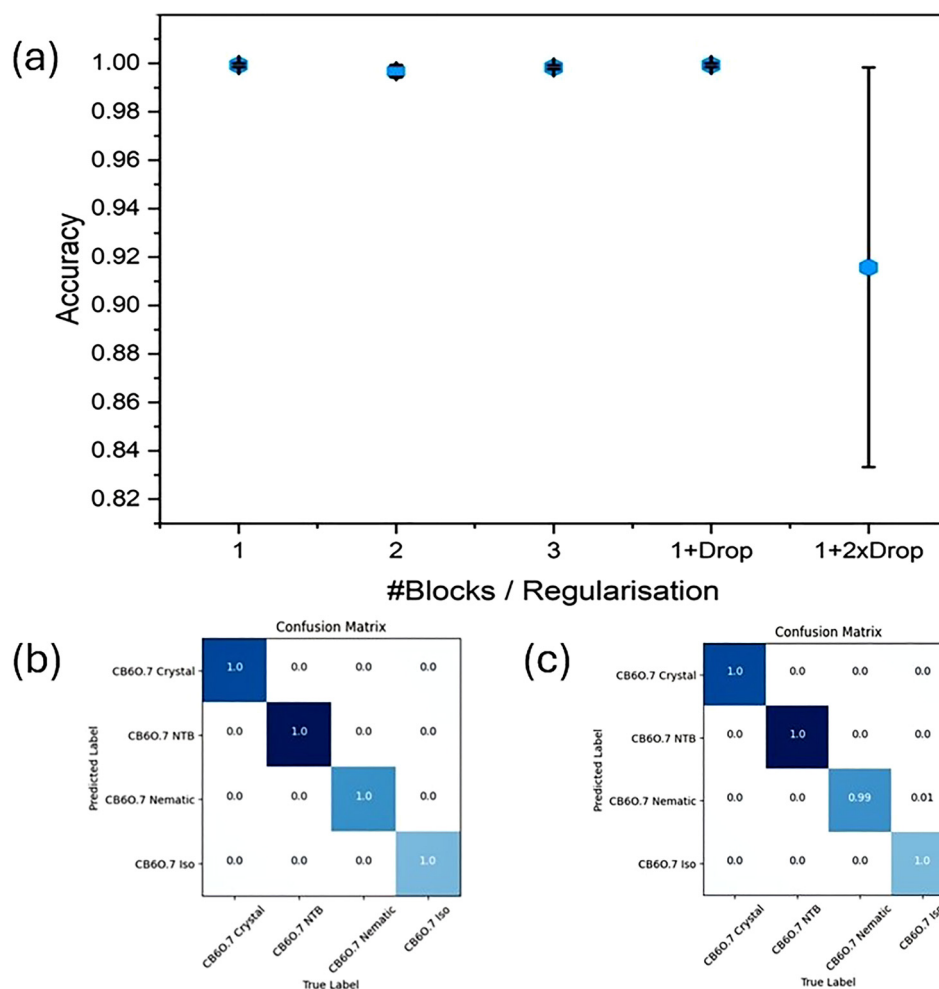 (a)
Accuracy
1.00
0.98
0.96
0.94
0.92
0.90
0.88
0.86
0.84
0.82
1 2 3 1+Drop 1+2xDrop
#Blocks / Regularisation
(b)
Confusion Matrix
Predicted Label
CB6O.7 Crystal 1.0 0.0 0.0 0.0
CB6O.7 NTB 0.0 1.0 0.0 0.0
CB6O.7 Nematic 0.0 0.0 1.0 0.0
CB6O.7 Iso 0.0 0.0 0.0 1.0
CB6O.7 Crystal CB6O.7 NTB CB6O.7 Nematic CB6O.7 Iso
True Label
(c)
Confusion Matrix
Predicted Label
CB6O.7 Crystal 1.0 0.0 0.0 0.0
CB6O.7 NTB 0.0 1.0 0.0 0.0
CB6O.7 Nematic 0.0 0.0 0.99 0.01
CB6O.7 Iso 0.0 0.0 0.0 1.0
CB6O.7 Crystal CB6O.7 NTB CB6O.7 Nematic CB6O.7 Iso
True Label